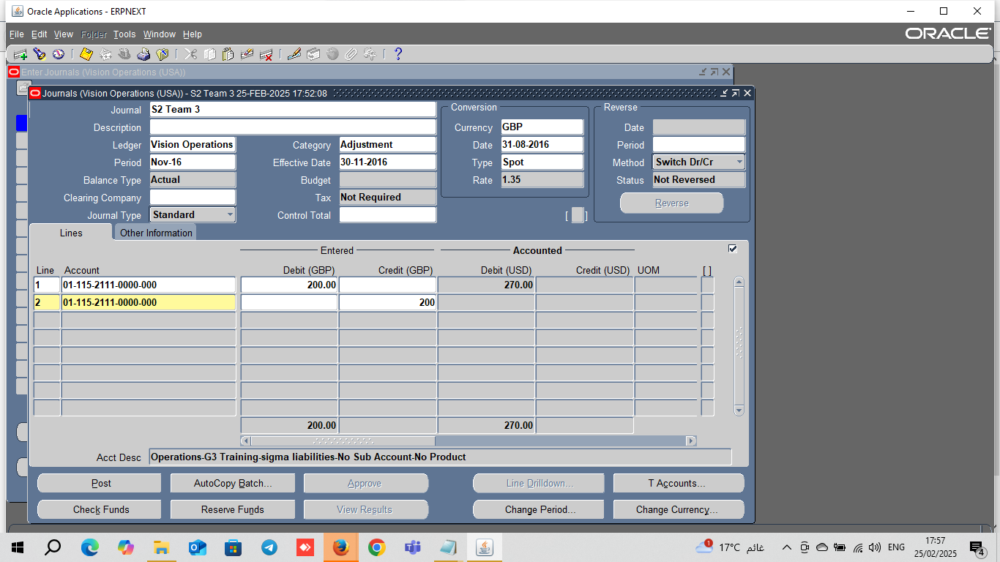 Oracle Applications - ERPNEXT
File Edit View Folder Tools Window Help
ORACLE
?
Enter Journals (Vision Operations (USA))
Journals (Vision Operations (USA)) - S2 Team 3 25-FEB-2025 17:52:08
Journal S2 Team 3
Description
Ledger Vision Operations Category Adjustment
Period Nov-16 Effective Date 30-11-2016
Balance Type Actual Budget
Clearing Company Tax Not Required
Journal Type Standard Control Total
Conversion
Currency GBP
Date 31-08-2016
Type Spot
Rate 1.35
Reverse
Date
Period
Method Switch Dr/Cr
Status Not Reversed
Reverse
[ ]
Lines Other Information
Entered Accounted
Line Account Debit (GBP) Credit (GBP) Debit (USD) Credit (USD) UOM [ ]
1 01-115-2111-0000-000 200.00 270.00
2 01-115-2111-0000-000 200
200.00 270.00
Acct Desc Operations-G3 Training-sigma liabilities-No Sub Account-No Product
Post AutoCopy Batch... Approve Line Drilldown... T Accounts...
Check Funds Reserve Funds View Results Change Period... Change Currency...
1 17°C غائم ENG 17:57
25/02/2025 4